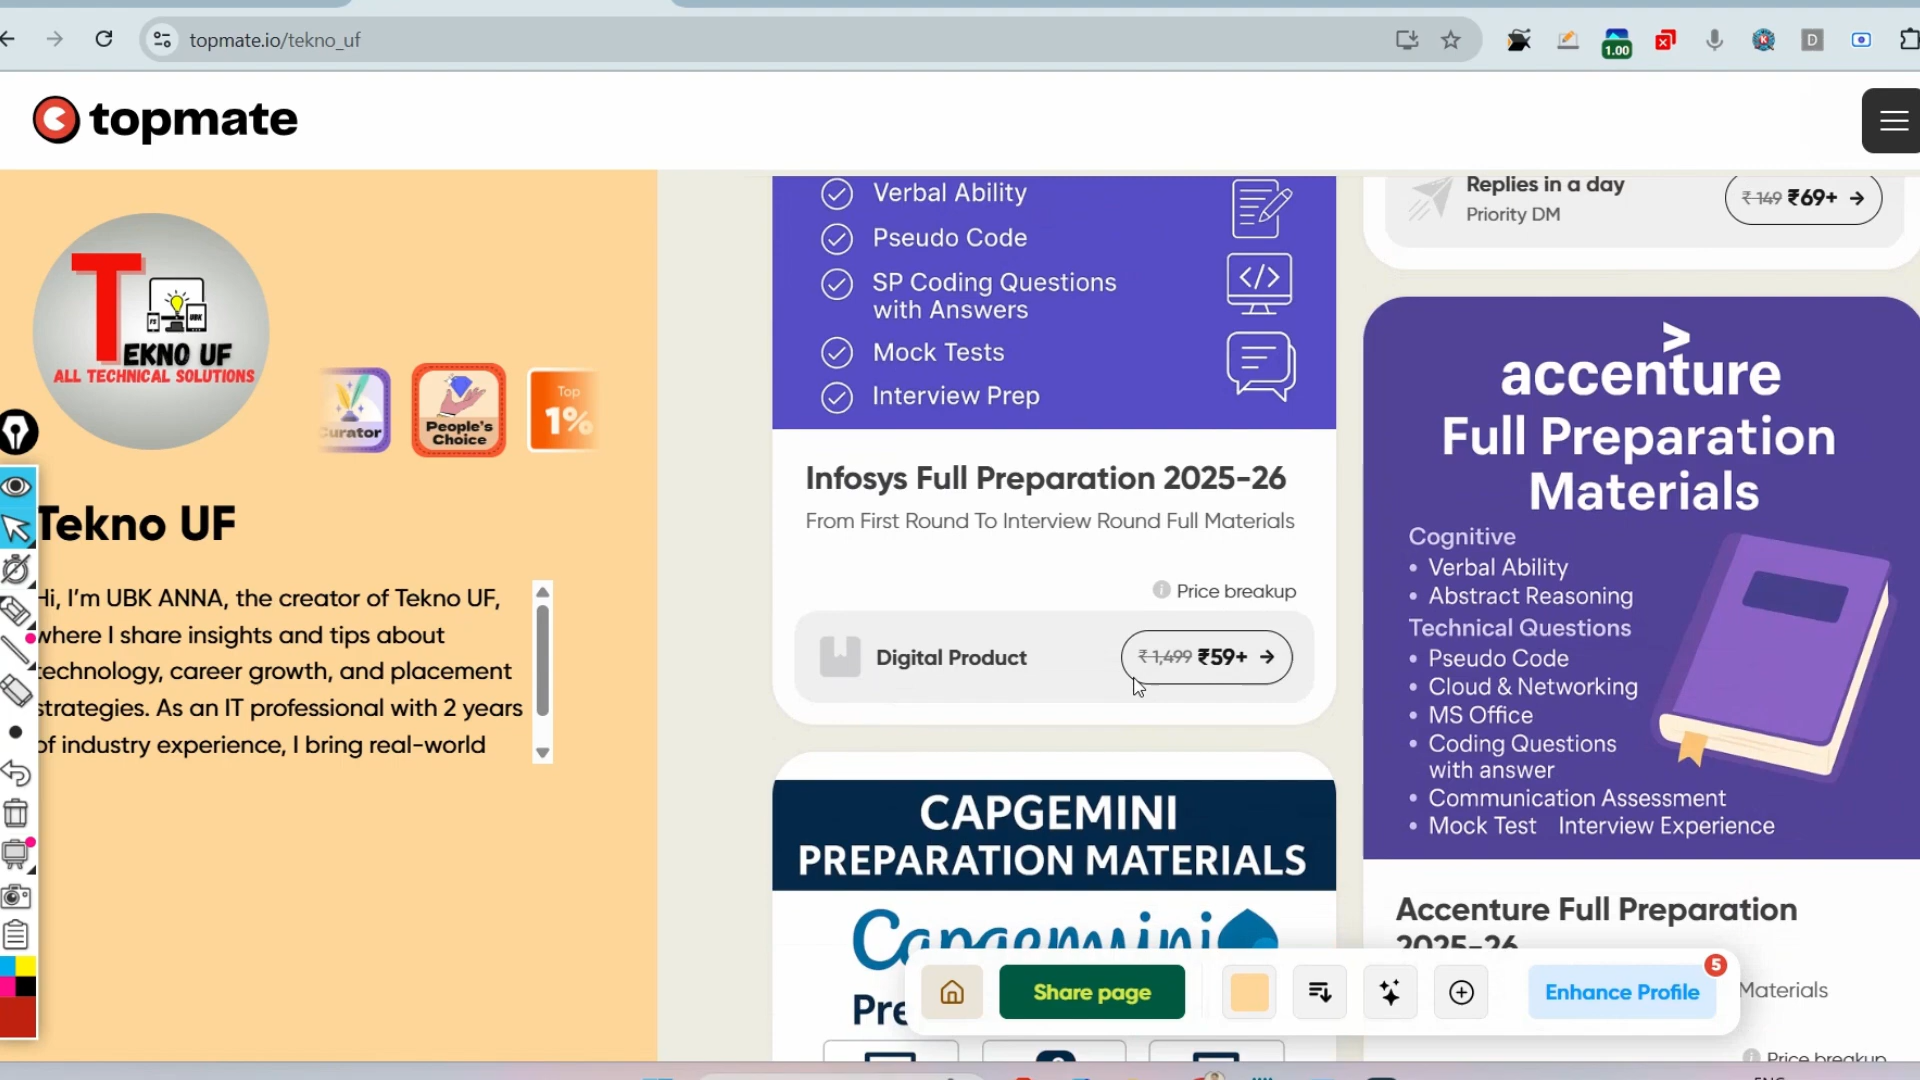 topmate.io/tekno_uf
1.00
D
topmate
T
EKNO UF
ALL TECHNICAL SOLUTIONS
Curator
People's
Choice
Top
1%
Tekno UF
Hi, I'm UBK ANNA, the creator of Tekno UF,
where I share insights and tips about
technology, career growth, and placement
strategies. As an IT professional with 2 years
of industry experience, I bring real-world
Verbal Ability
Pseudo Code
SP Coding Questions
with Answers
Mock Tests
Interview Prep
Infosys Full Preparation 2025-26
From First Round To Interview Round Full Materials
Price breakup
Digital Product
₹1,499 ₹59+
CAPGEMINI
PREPARATION MATERIALS
Capgemini
Replies in a day
Priority DM
₹149 ₹69+
accenture
Full Preparation
Materials
Cognitive
• Verbal Ability
• Abstract Reasoning
Technical Questions
• Pseudo Code
• Cloud & Networking
• MS Office
• Coding Questions
with answer
• Communication Assessment
• Mock Test Interview Experience
Accenture Full Preparation
2025-26
Materials
Price breakup
Share page
Enhance Profile
5